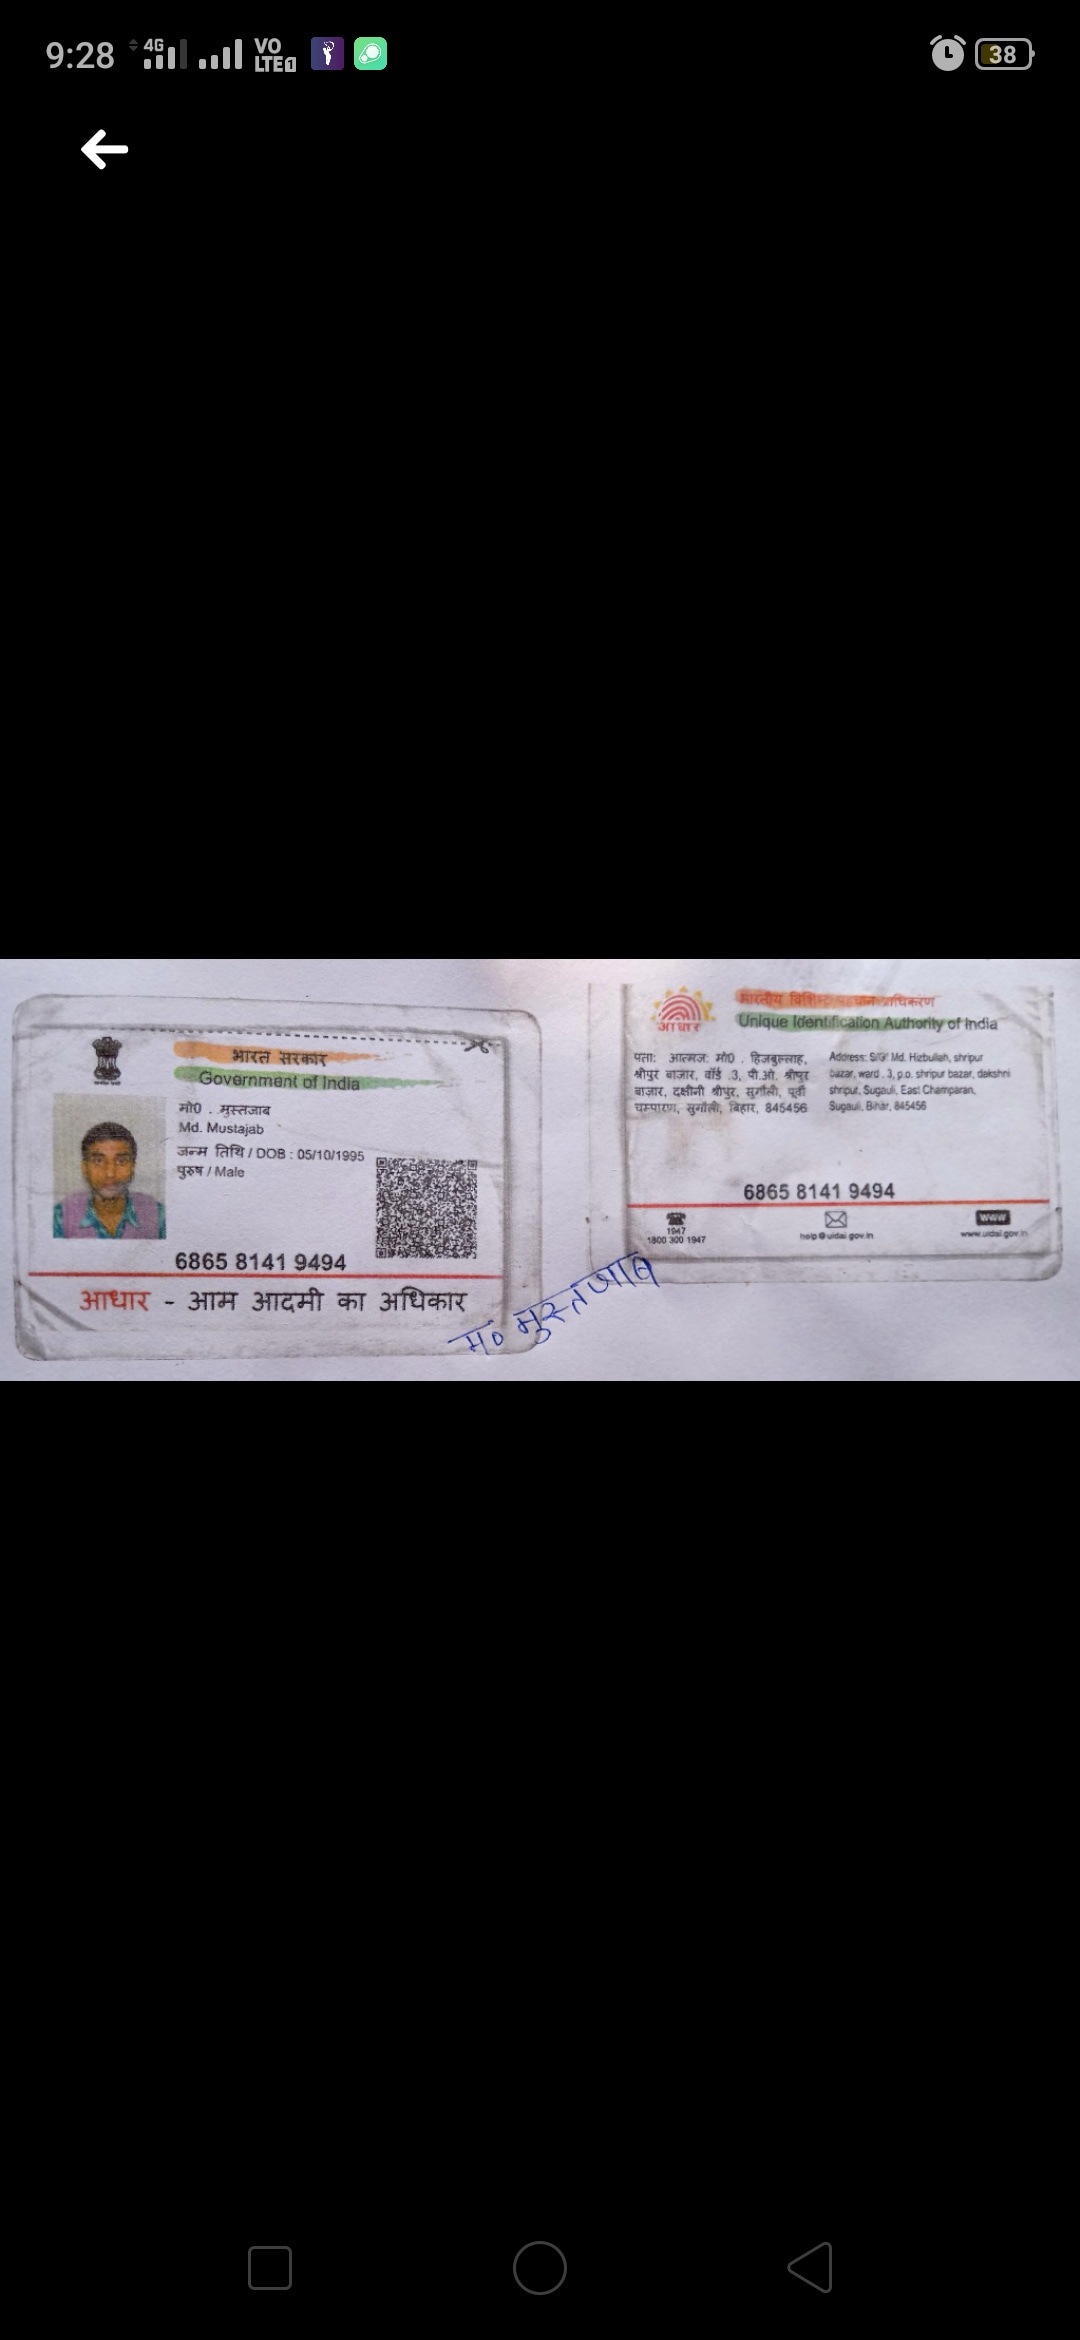 9:28 4G VO LTE1 38
भारत सरकार
Government of India
मो0 . मुस्तजाब
Md. Mustajab
जन्म तिथि / DOB : 05/10/1995
पुरुष / Male
6865 8141 9494
आधार - आम आदमी का अधिकार
म० मुस्तजाब
आधार
भारतीय विशिष्ट पहचान प्राधिकरण
Unique Identification Authority of India
पता: आत्मज: मो0 . हिजबुल्लाह,
श्रीपुर बाजार, वॉर्ड .3, पी.ओ. श्रीपुर
बाज़ार, दक्षीनी श्रीपुर, सुगौली, पूर्वी
चम्पारण, सुगौली, बिहार, 845456
Address: S/O: Md. Hizbullah, shripur
bazar, ward . 3, p.o. shripur bazar, dakshni
shripur, Sugauli, East Champaran,
Sugauli, Bihar, 845456
6865 8141 9494
1947
1800 300 1947
help@uidai.gov.in
www
www.uidai.gov.in